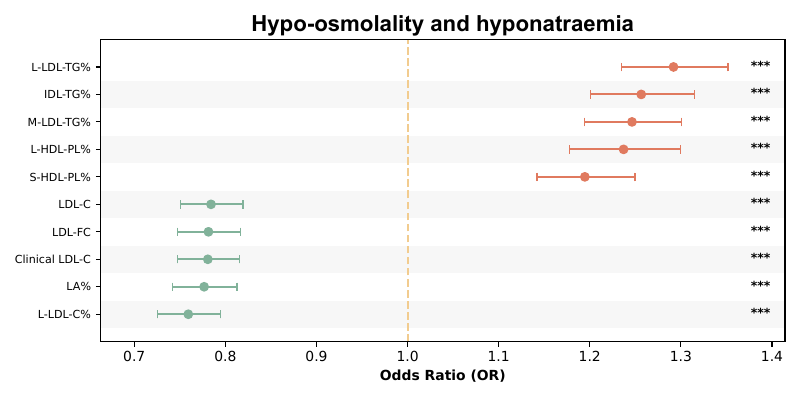 Hypo-osmolality and hyponatraemia
L-LDL-TG% ***
IDL-TG% ***
M-LDL-TG% ***
L-HDL-PL% ***
S-HDL-PL% ***
LDL-C ***
LDL-FC ***
Clinical LDL-C ***
LA% ***
L-LDL-C% ***
0.7 0.8 0.9 1.0 1.1 1.2 1.3 1.4
Odds Ratio (OR)